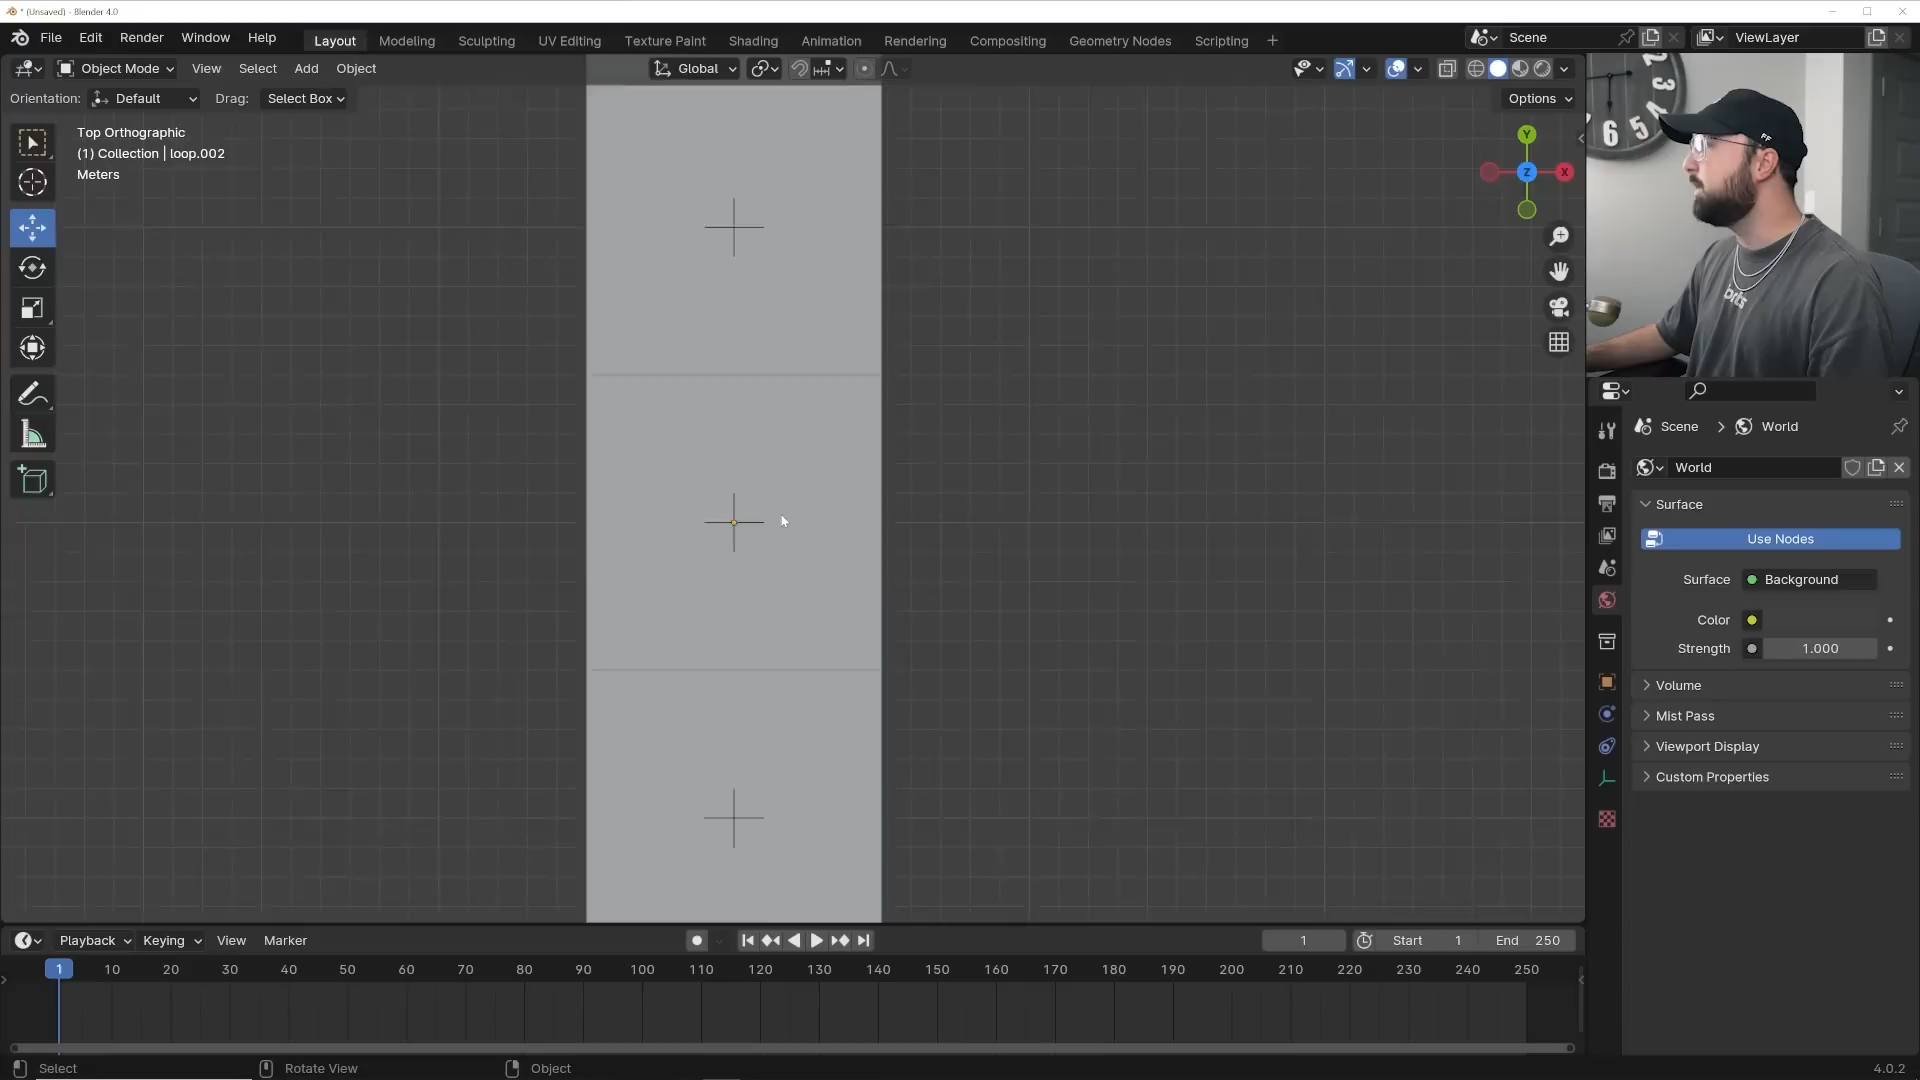 * (Unsaved) - Blender 4.0
File Edit Render Window Help
Layout Modeling Sculpting UV Editing Texture Paint Shading Animation Rendering Compositing Geometry Nodes Scripting +
Scene
ViewLayer
Object Mode View Select Add Object
Global
Orientation: Default Drag: Select Box
Options
Top Orthographic
(1) Collection | loop.002
Meters
Y
Z
X
3
4
5
6
FF
Scene > World
World
Surface
Use Nodes
Surface Background
Color
Strength 1.000
Volume
Mist Pass
Viewport Display
Custom Properties
Playback Keying View Marker
1 Start 1 End 250
1 10 20 30 40 50 60 70 80 90 100 110 120 130 140 150 160 170 180 190 200 210 220 230 240 250
Select Rotate View Object
4.0.2